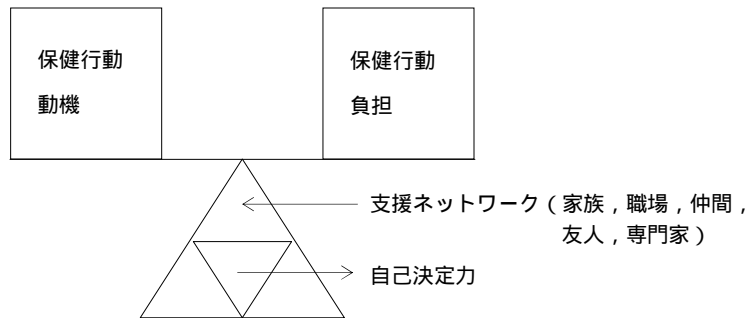 保健行動
動機
保健行動
負担
支援ネットワーク（家族，職場，仲間，
友人，専門家）
自己決定力